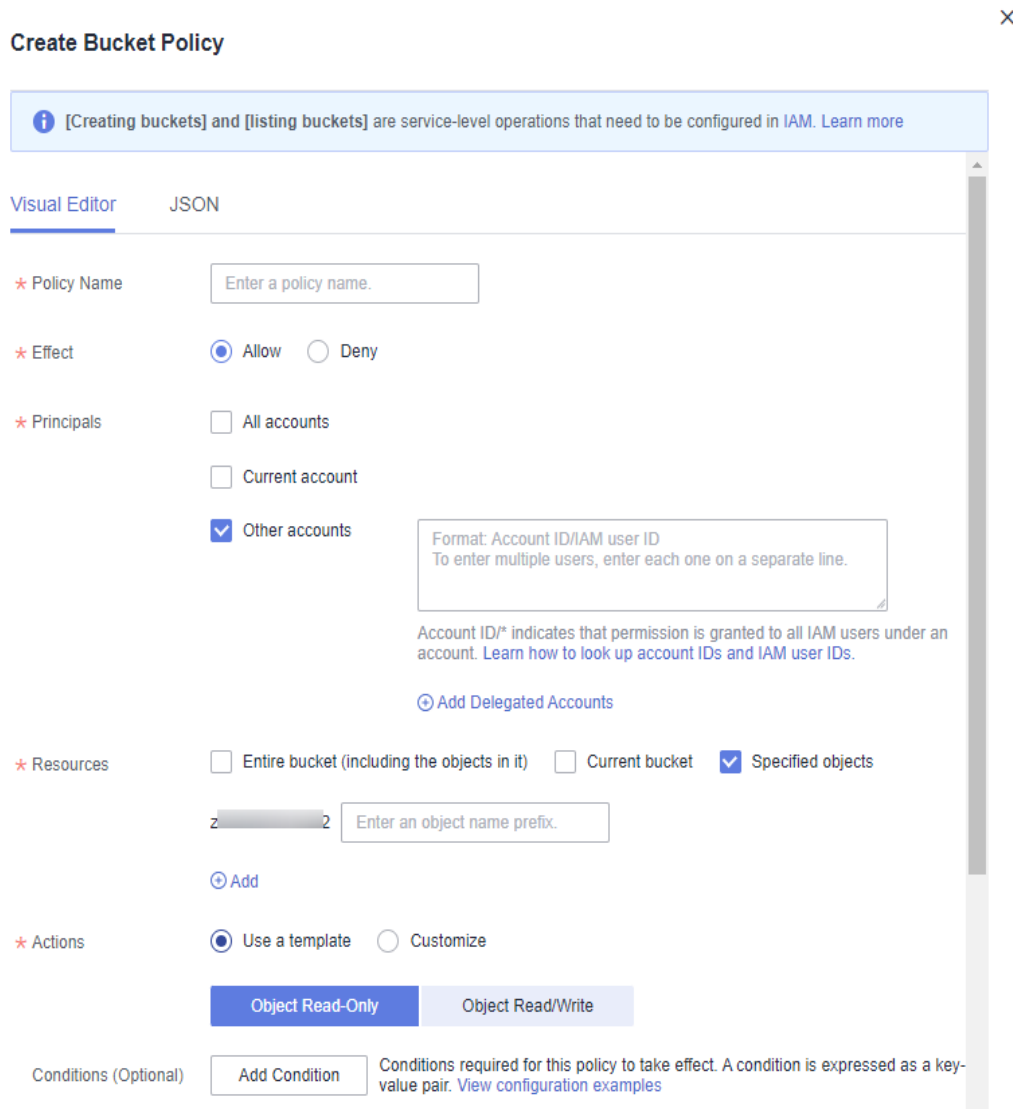 Create Bucket Policy
[Creating buckets] and [listing buckets] are service-level operations that need to be configured in IAM. Learn more
Visual Editor JSON
* Policy Name Enter a policy name.
* Effect Allow Deny
* Principals All accounts
Current account
Other accounts
Format: Account ID/IAM user ID
To enter multiple users, enter each one on a separate line.
Account ID/* indicates that permission is granted to all IAM users under an
account. Learn how to look up account IDs and IAM user IDs.
Add Delegated Accounts
* Resources Entire bucket (including the objects in it) Current bucket Specified objects
z 2 Enter an object name prefix.
Add
* Actions Use a template Customize
Object Read-Only Object Read/Write
Conditions (Optional) Add Condition
Conditions required for this policy to take effect. A condition is expressed as a key-
value pair. View configuration examples